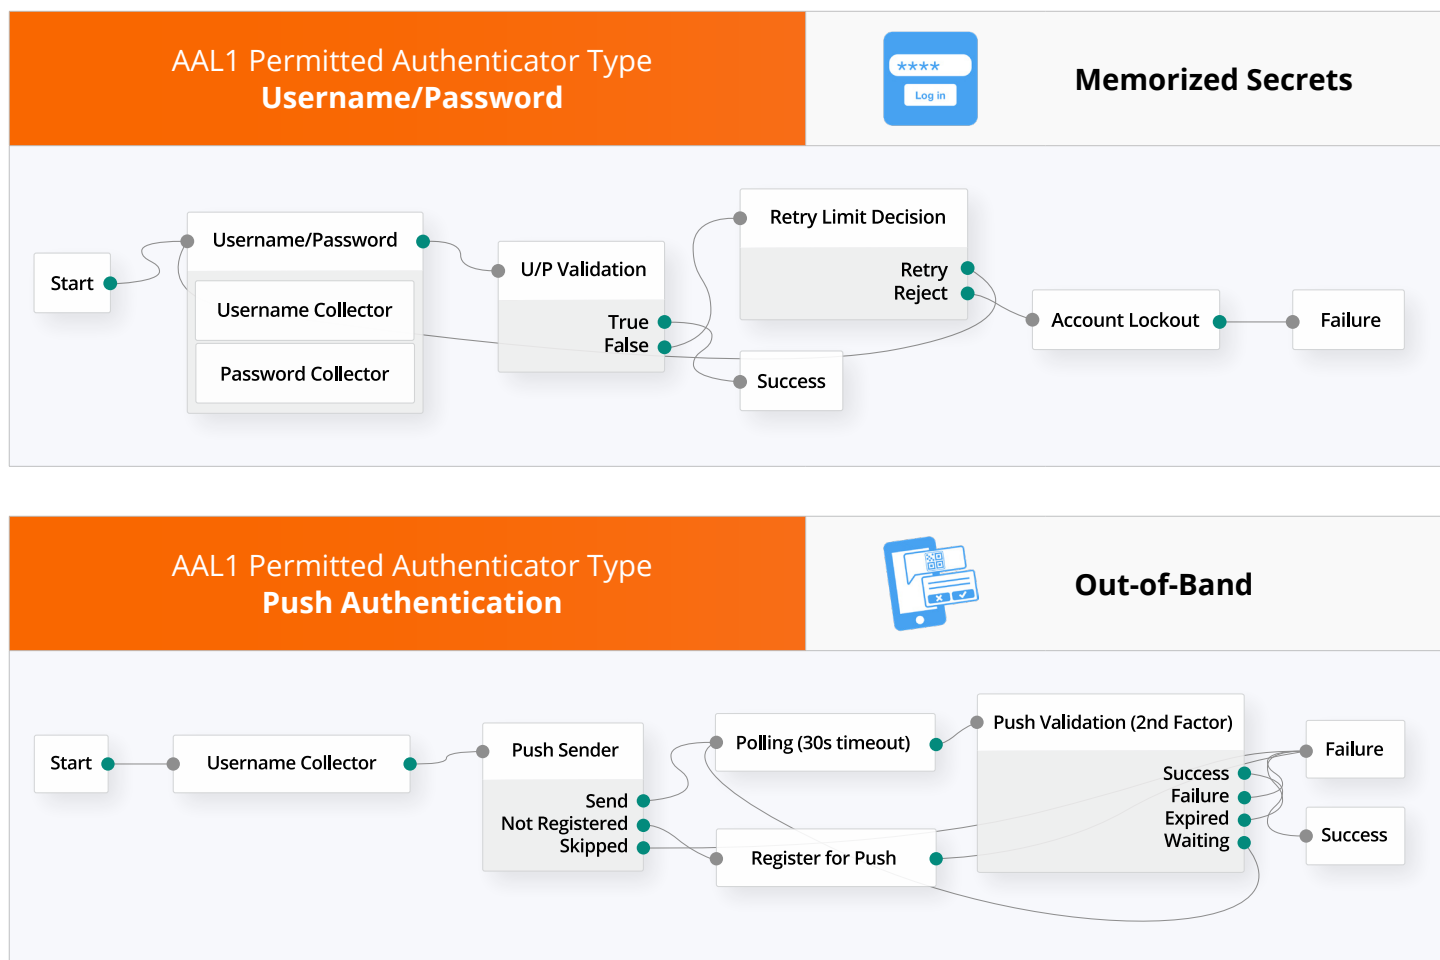 AAL1 Permitted Authenticator Type
Username/Password
****
Log in
Memorized Secrets
Start
Username/Password
Username Collector
Password Collector
U/P Validation
True
False
Retry Limit Decision
Retry
Reject
Success
Account Lockout
Failure
AAL1 Permitted Authenticator Type
Push Authentication
Out-of-Band
Start
Username Collector
Push Sender
Send
Not Registered
Skipped
Polling (30s timeout)
Register for Push
Push Validation (2nd Factor)
Success
Failure
Expired
Waiting
Failure
Success